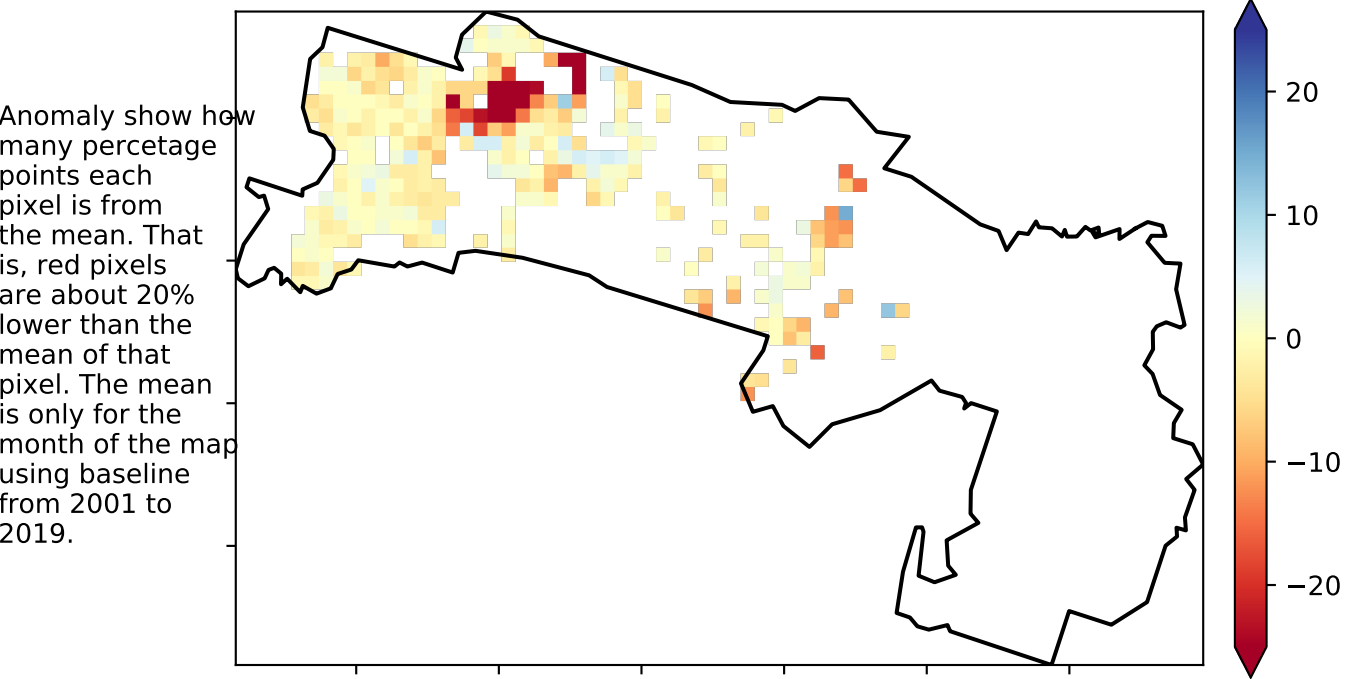 Anomaly show how
many percetage
points each
pixel is from
the mean. That
is, red pixels
are about 20%
lower than the
mean of that
pixel. The mean
is only for the
month of the map
using baseline
from 2001 to
2019.
20
10
0
−10
−20